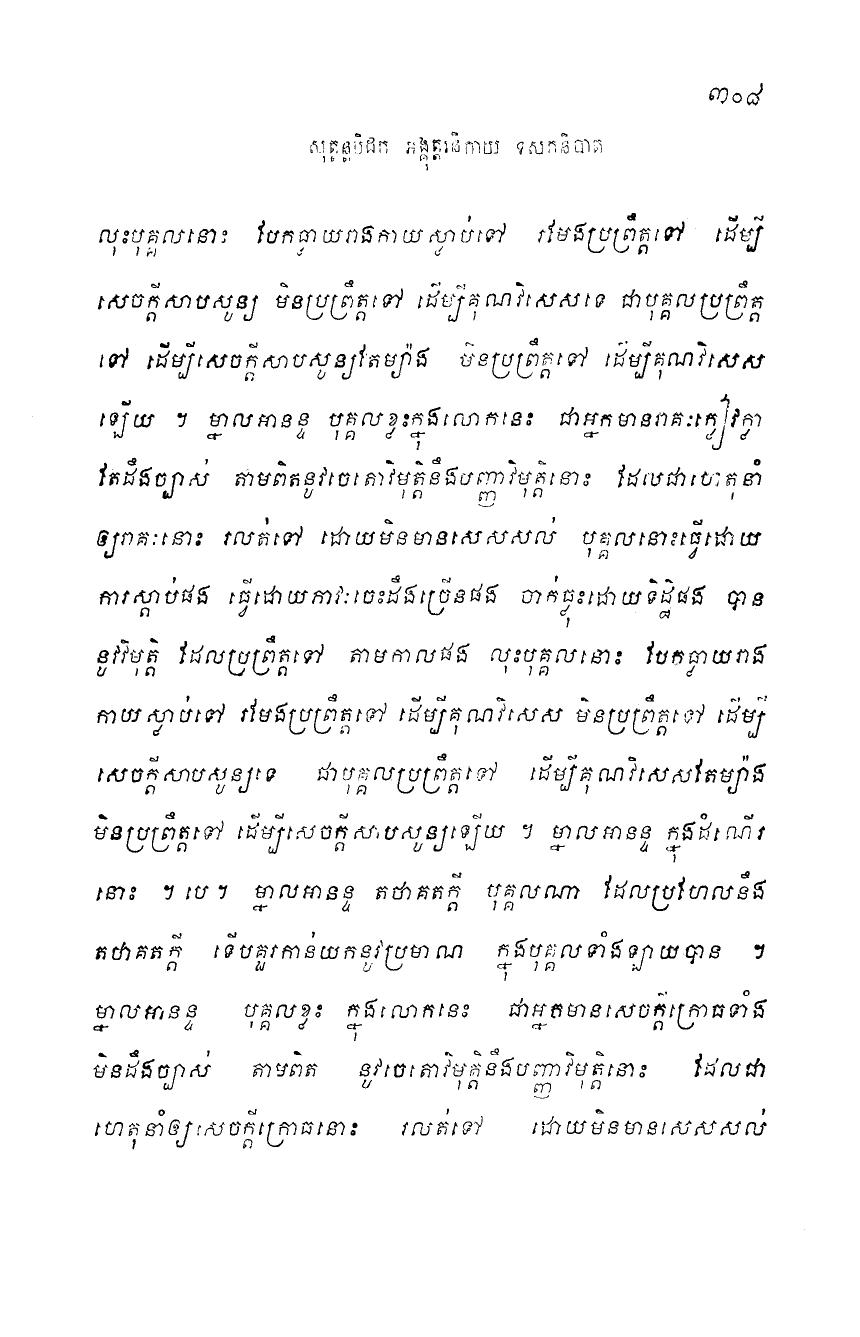 ៣០៨
សុត្តន្តបិដក អង្គុត្តរនិកាយ ទសកនិបាត
លុះបុគ្គលនោះ បែកធ្លាយរាងកាយស្លាប់ទៅ រមែងប្រព្រឹត្តទៅ ដើម្បី
សេចក្តីសាបសូន្យ មិនប្រព្រឹត្តទៅ ដើម្បីគុណវិសេសទេ ជាបុគ្គលប្រព្រឹត្ត
ទៅ ដើម្បីសេចក្តីសាបសូន្យតែម្យ៉ាង មិនប្រព្រឹត្តទៅ ដើម្បីគុណវិសេស
ឡើយ ។ ម្នាលអានន្ទ បុគ្គលខ្លះក្នុងលោកនេះ ជាអ្នកមានរាគៈក្លៀវក្លា
តែដឹងច្បាស់ តាមពិតនូវចេតោវិមុត្តិនឹងបញ្ញាវិមុត្តិនោះ ដែលជាហេតុនាំ
ឲ្យរាគៈនោះ រលត់ទៅ ដោយមិនមានសេសសល់ បុគ្គលនោះធ្វើដោយ
ការស្តាប់ផង ធ្វើដោយភាវៈចេះដឹងច្រើនផង ចាក់ធ្លុះដោយទិដ្ឋិផង បាន
នូវវិមុត្តិ ដែលប្រព្រឹត្តទៅ តាមកាលផង លុះបុគ្គលនោះ បែកធ្លាយរាង
កាយស្លាប់ទៅ រមែងប្រព្រឹត្តទៅ ដើម្បីគុណវិសេស មិនប្រព្រឹត្តទៅ ដើម្បី
សេចក្តីសាបសូន្យទេ ជាបុគ្គលប្រព្រឹត្តទៅ ដើម្បីគុណវិសេសតែម្យ៉ាង
មិនប្រព្រឹត្តទៅ ដើម្បីសេចក្តីសាបសូន្យឡើយ ។ ម្នាលអានន្ទ ក្នុងដំណើរ
នោះ ។ បេ ។ ម្នាលអានន្ទ តថាគតក្តី បុគ្គលណា ដែលប្រហែលនឹង
តថាគតក្តី ទើបគួរកាន់យកនូវប្រមាណ ក្នុងបុគ្គលទាំងឡាយបាន ។
ម្នាលអានន្ទ បុគ្គលខ្លះ ក្នុងលោកនេះ ជាអ្នកមានសេចក្តីក្រោធទាំង
មិនដឹងច្បាស់ តាមពិត នូវចេតោវិមុត្តិនឹងបញ្ញាវិមុត្តិនោះ ដែលជា
ហេតុនាំឲ្យសេចក្តីក្រោធនោះ រលត់ទៅ ដោយមិនមានសេសសល់